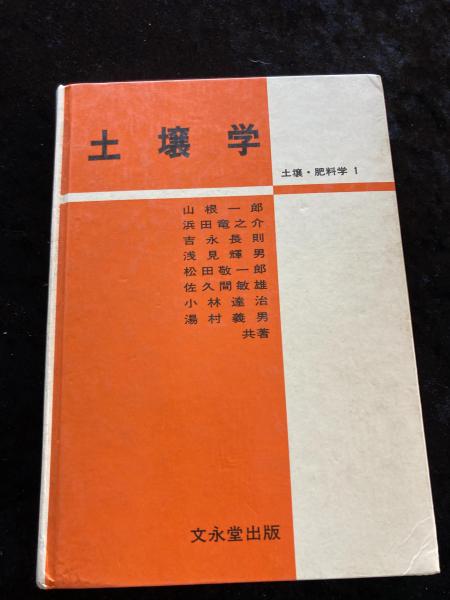 土壤学
土壤・肥料学 1
山根一郎
浜田竜之介
吉永長則
浅見輝男
松田敬一郎
佐久間敏雄
小林達治
湯村義男
共著
文永堂出版